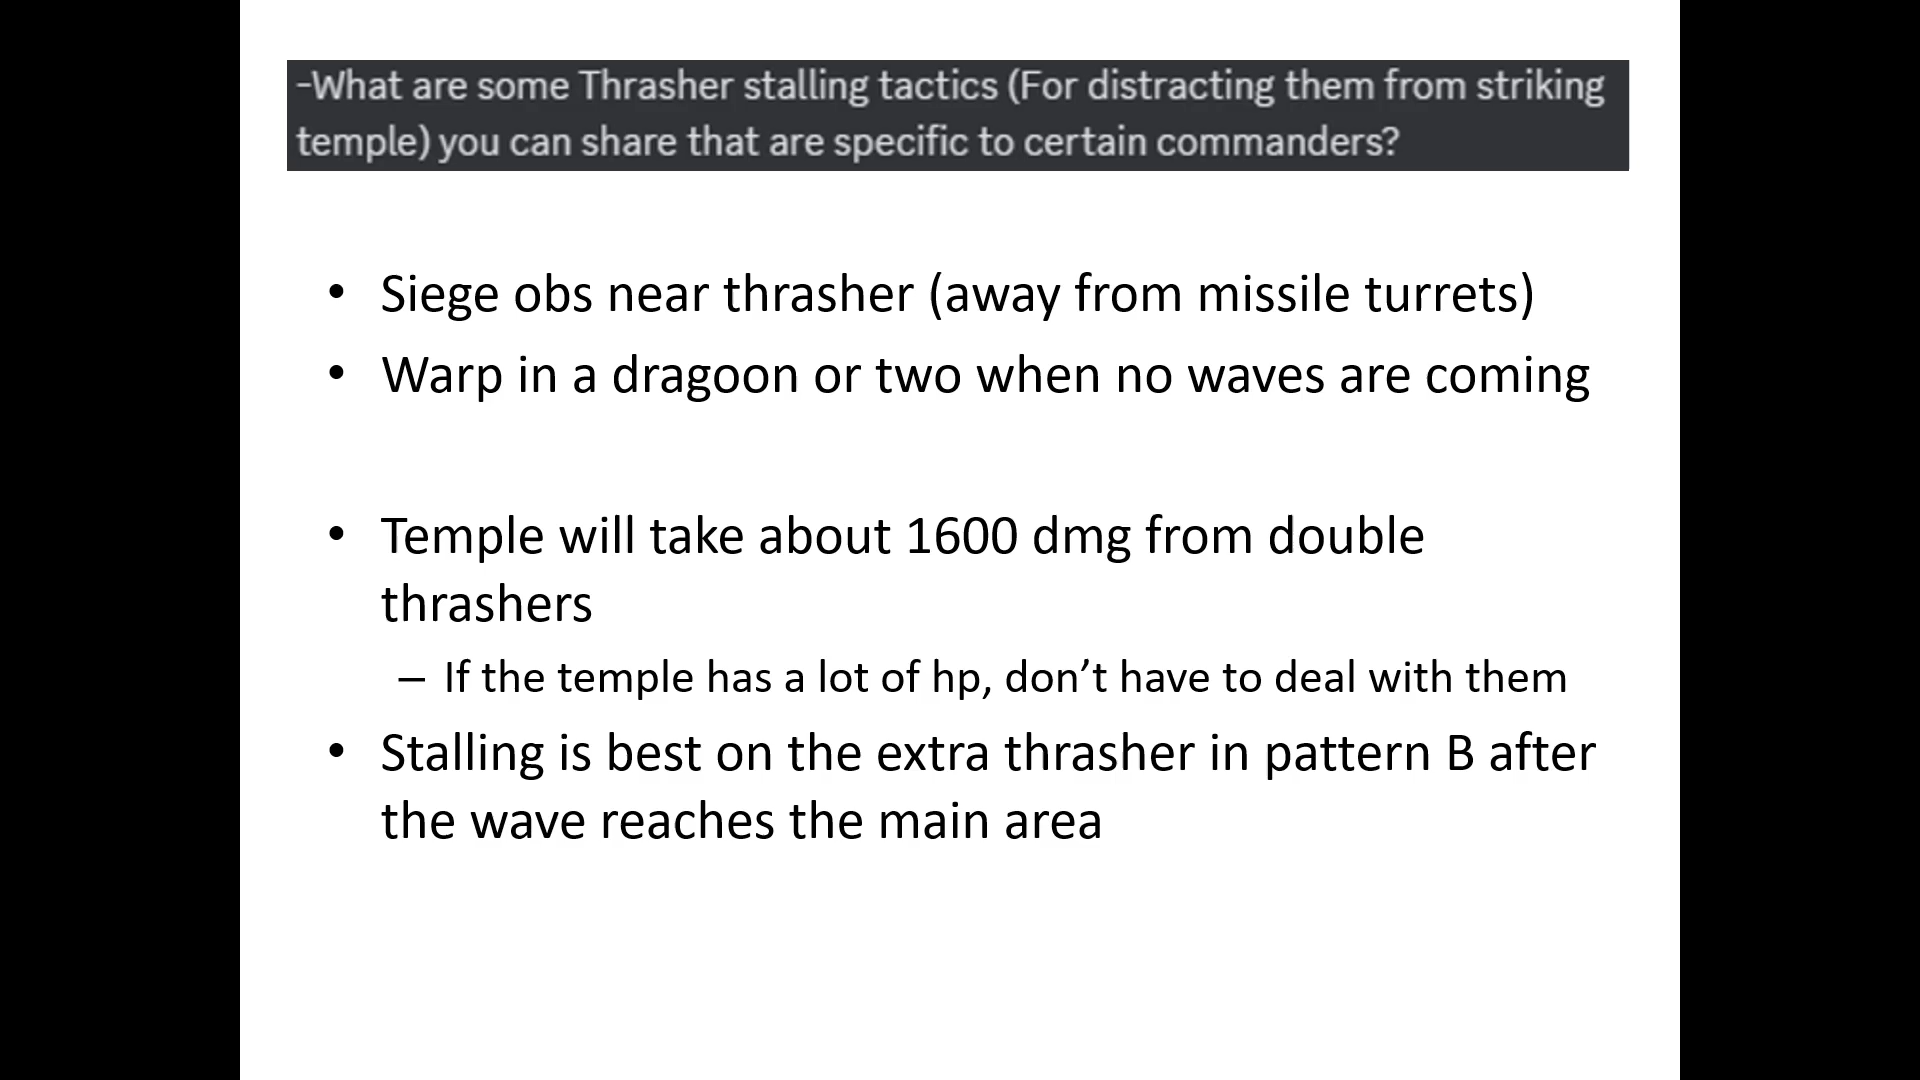 -What are some Thrasher stalling tactics (For distracting them from striking
temple) you can share that are specific to certain commanders?
• Siege obs near thrasher (away from missile turrets)
• Warp in a dragoon or two when no waves are coming
• Temple will take about 1600 dmg from double
thrashers
– If the temple has a lot of hp, don’t have to deal with them
• Stalling is best on the extra thrasher in pattern B after
the wave reaches the main area